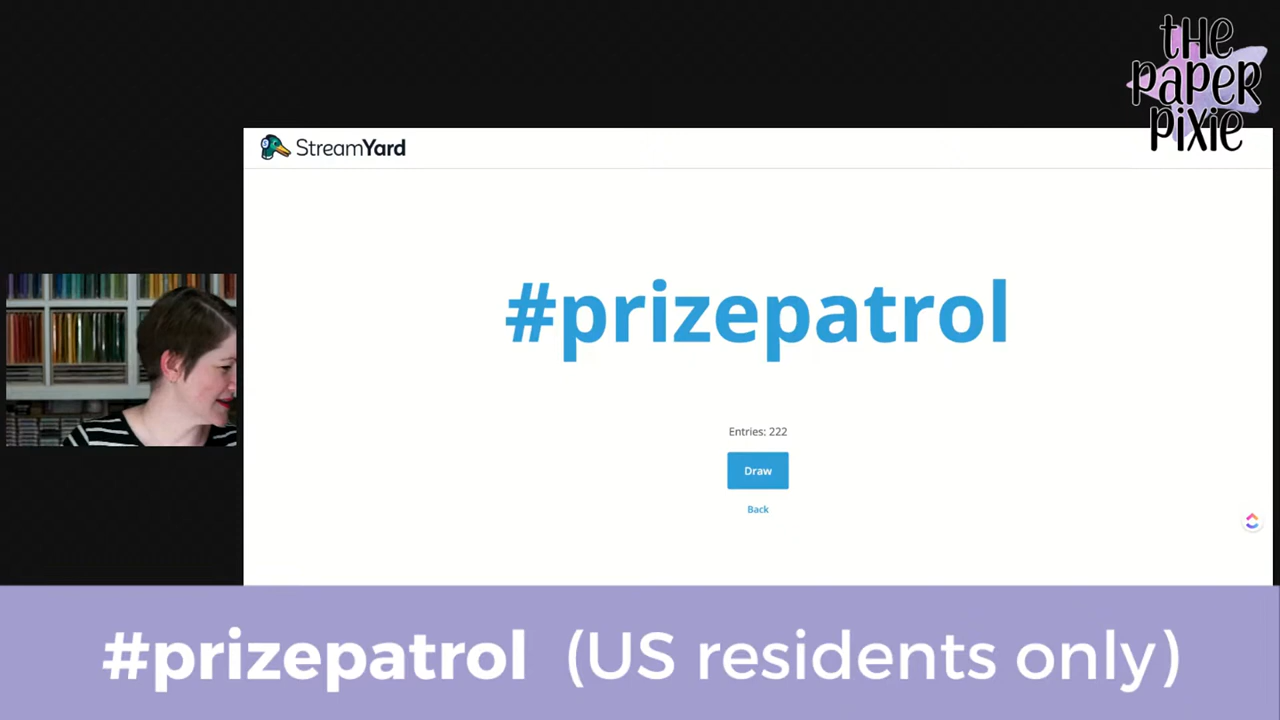 the
paper
pixie
StreamYard
#prizepatrol
Entries: 222
Draw
Back
#prizepatrol (US residents only)